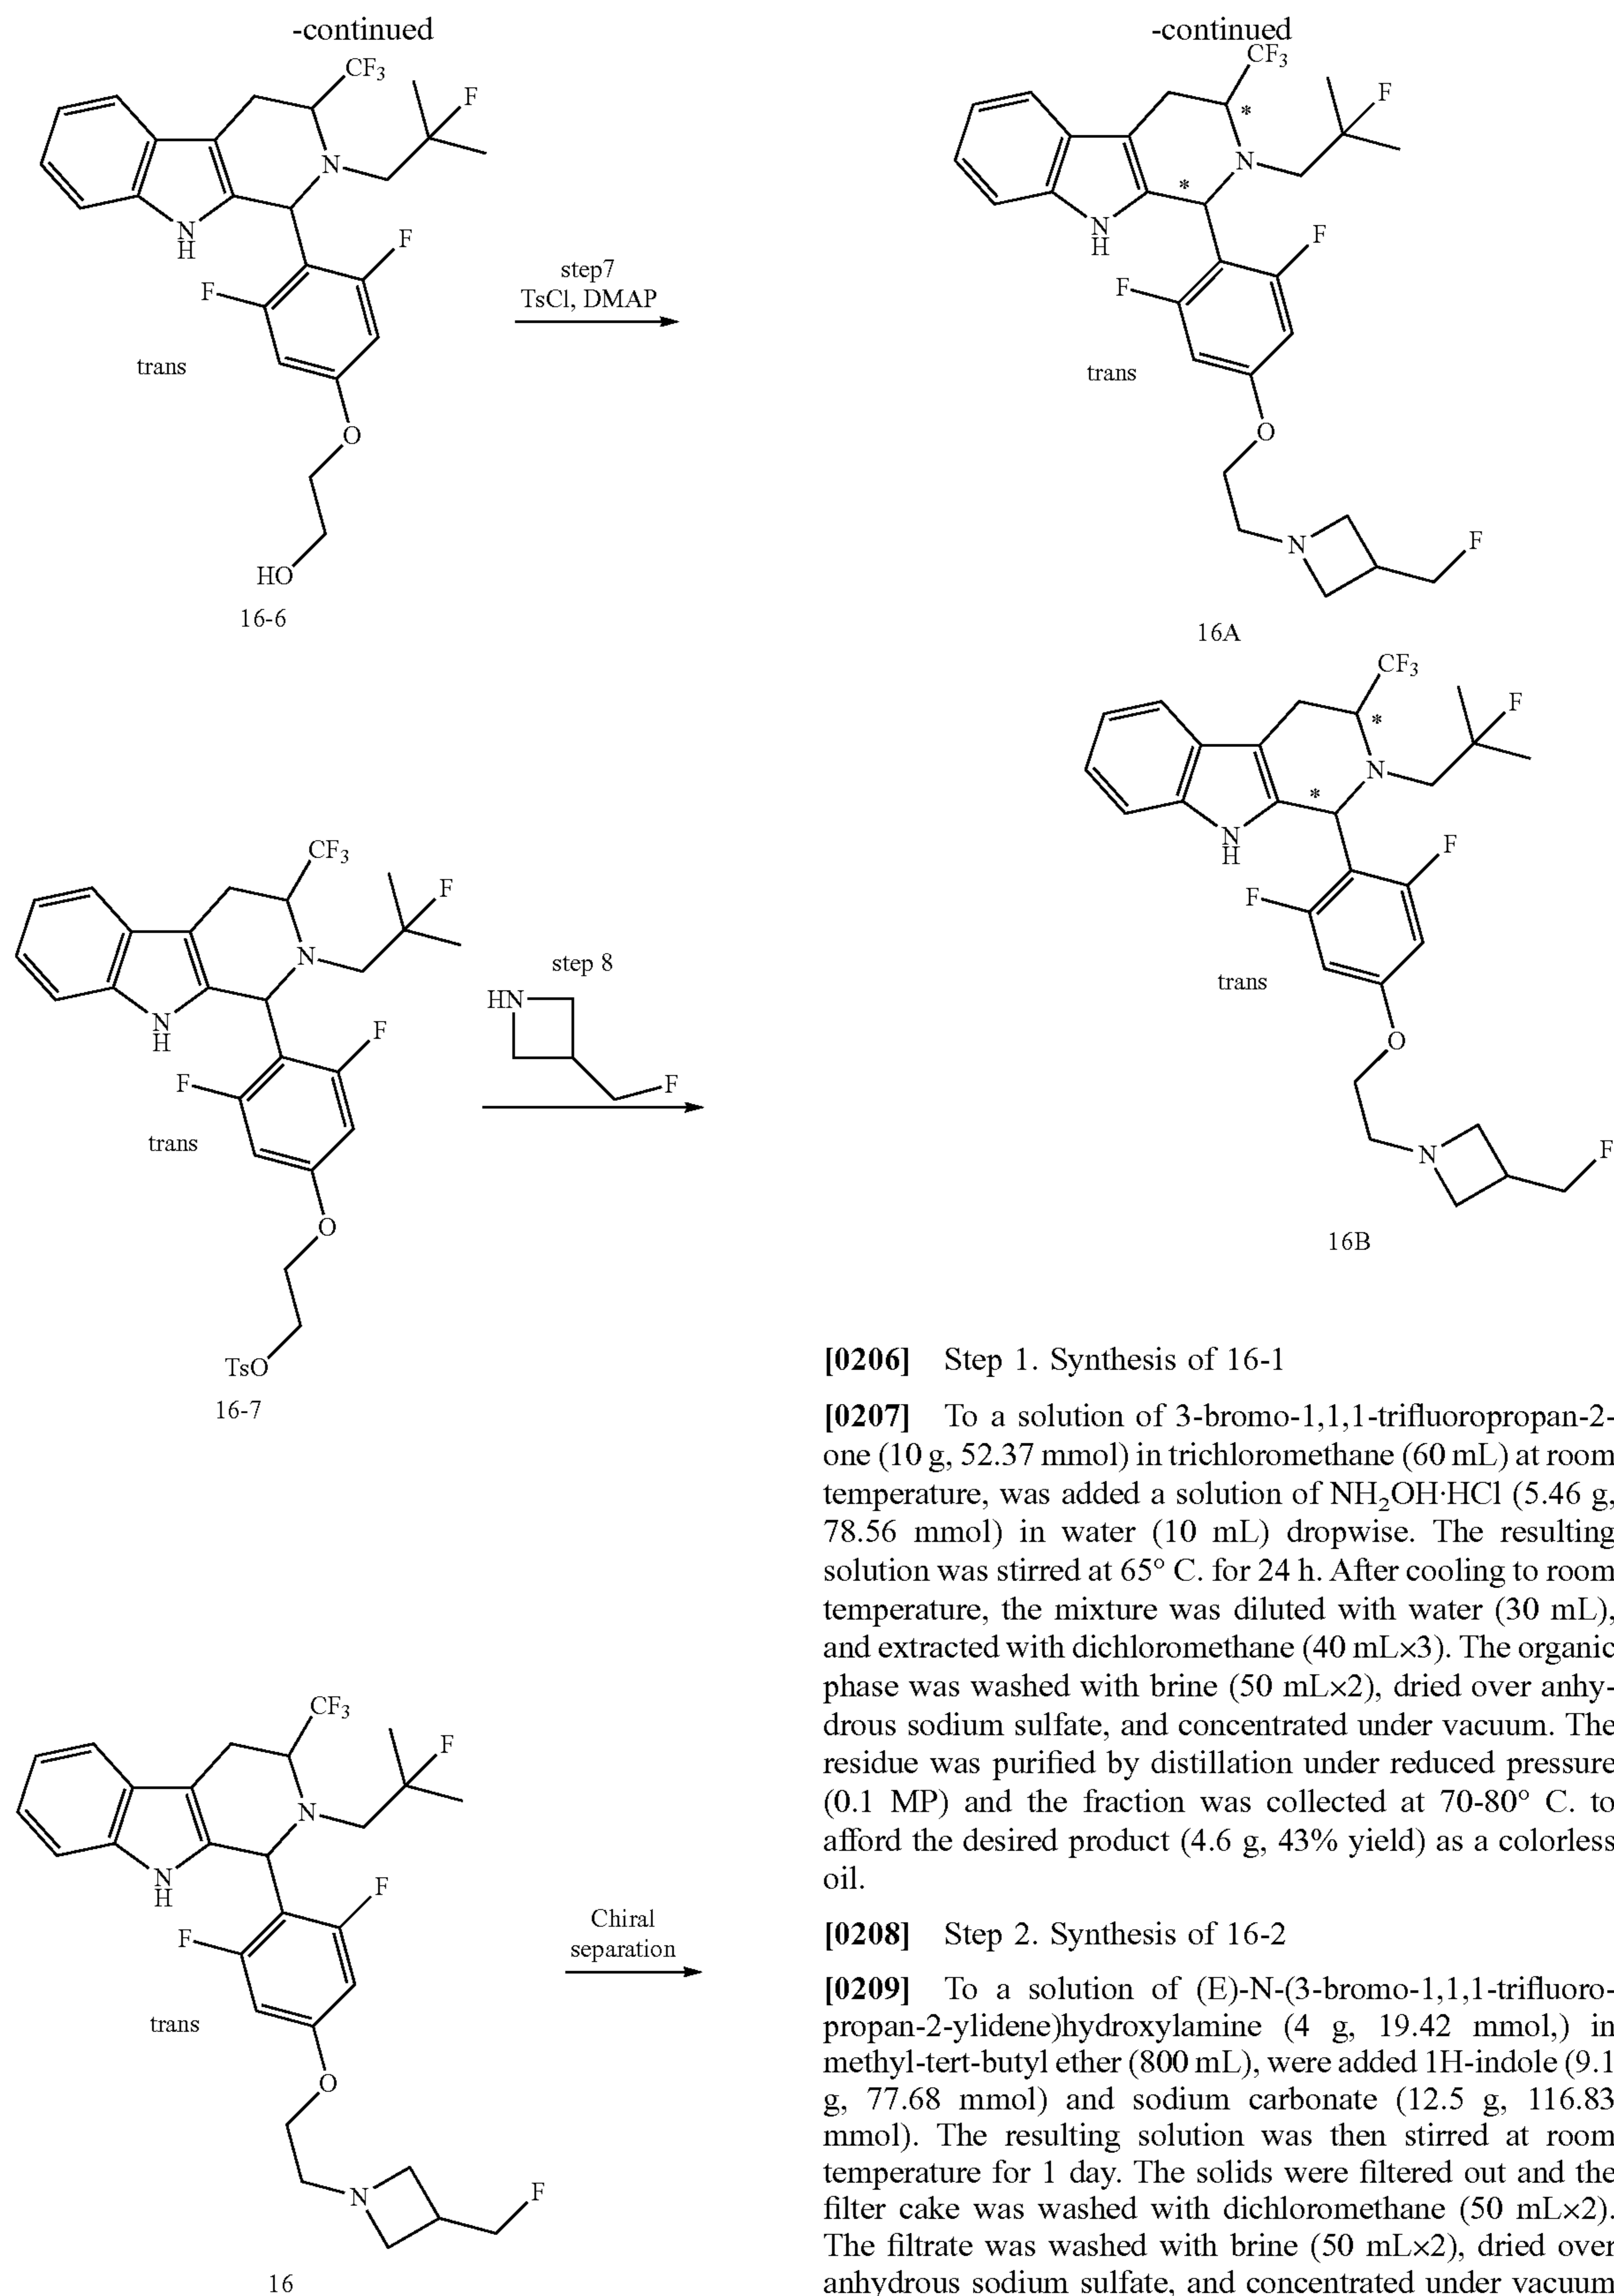 -continued
CF3
F
N
N
H
F
F
trans
O
HO
16-6
step7
TsCl, DMAP
CF3
F
N
N
H
F
F
trans
O
TsO
16-7
step 8
HN
F
CF3
F
N
N
H
F
F
trans
O
N
F
16
Chiral
separation
-continued
CF3
*
F
N
*
N
H
F
F
trans
O
N
F
16A
CF3
*
F
N
*
N
H
F
F
trans
O
N
F
16B
[0206] Step 1. Synthesis of 16-1
[0207] To a solution of 3-bromo-1,1,1-trifluoropropan-2-
one (10 g, 52.37 mmol) in trichloromethane (60 mL) at room
temperature, was added a solution of NH2OH·HCl (5.46 g,
78.56 mmol) in water (10 mL) dropwise. The resulting
solution was stirred at 65° C. for 24 h. After cooling to room
temperature, the mixture was diluted with water (30 mL),
and extracted with dichloromethane (40 mL×3). The organic
phase was washed with brine (50 mL×2), dried over anhy-
drous sodium sulfate, and concentrated under vacuum. The
residue was purified by distillation under reduced pressure
(0.1 MP) and the fraction was collected at 70-80° C. to
afford the desired product (4.6 g, 43% yield) as a colorless
oil.
[0208] Step 2. Synthesis of 16-2
[0209] To a solution of (E)-N-(3-bromo-1,1,1-trifluoro-
propan-2-ylidene)hydroxylamine (4 g, 19.42 mmol,) in
methyl-tert-butyl ether (800 mL), were added 1H-indole (9.1
g, 77.68 mmol) and sodium carbonate (12.5 g, 116.83
mmol). The resulting solution was then stirred at room
temperature for 1 day. The solids were filtered out and the
filter cake was washed with dichloromethane (50 mL×2).
The filtrate was washed with brine (50 mL×2), dried over
anhydrous sodium sulfate, and concentrated under vacuum